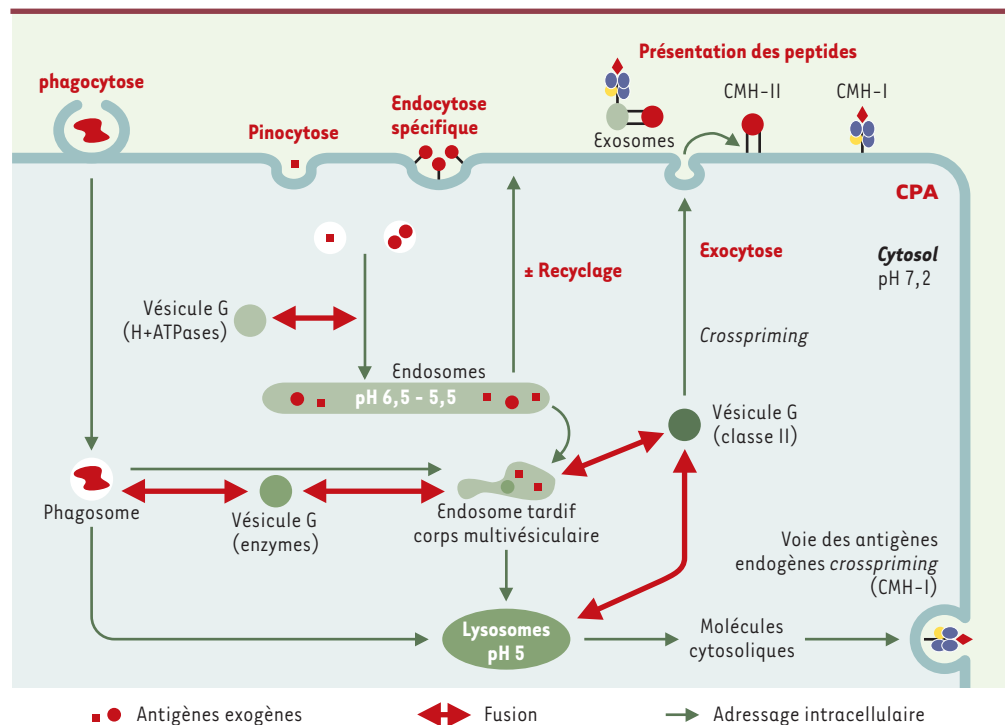 Présentation des peptides
phagocytose
CMH-II
CMH-I
Endocytose
spécifique
Pinocytose
Exosomes
CPA
± Recyclage
Exocytose
Cytosol
pH 7,2
Vésicule G
(H+ATPases)
Crosspriming
Endosomes
pH 6,5 - 5,5
Vésicule G
(classe II)
Phagosome
Vésicule G
(enzymes)
Endosome tardif
corps multivésiculaire
Voie des antigènes
endogènes crosspriming
(CMH-I)
Lysosomes
pH 5
Molécules
cytosoliques
Antigènes exogènes
Fusion
Adressage intracellulaire